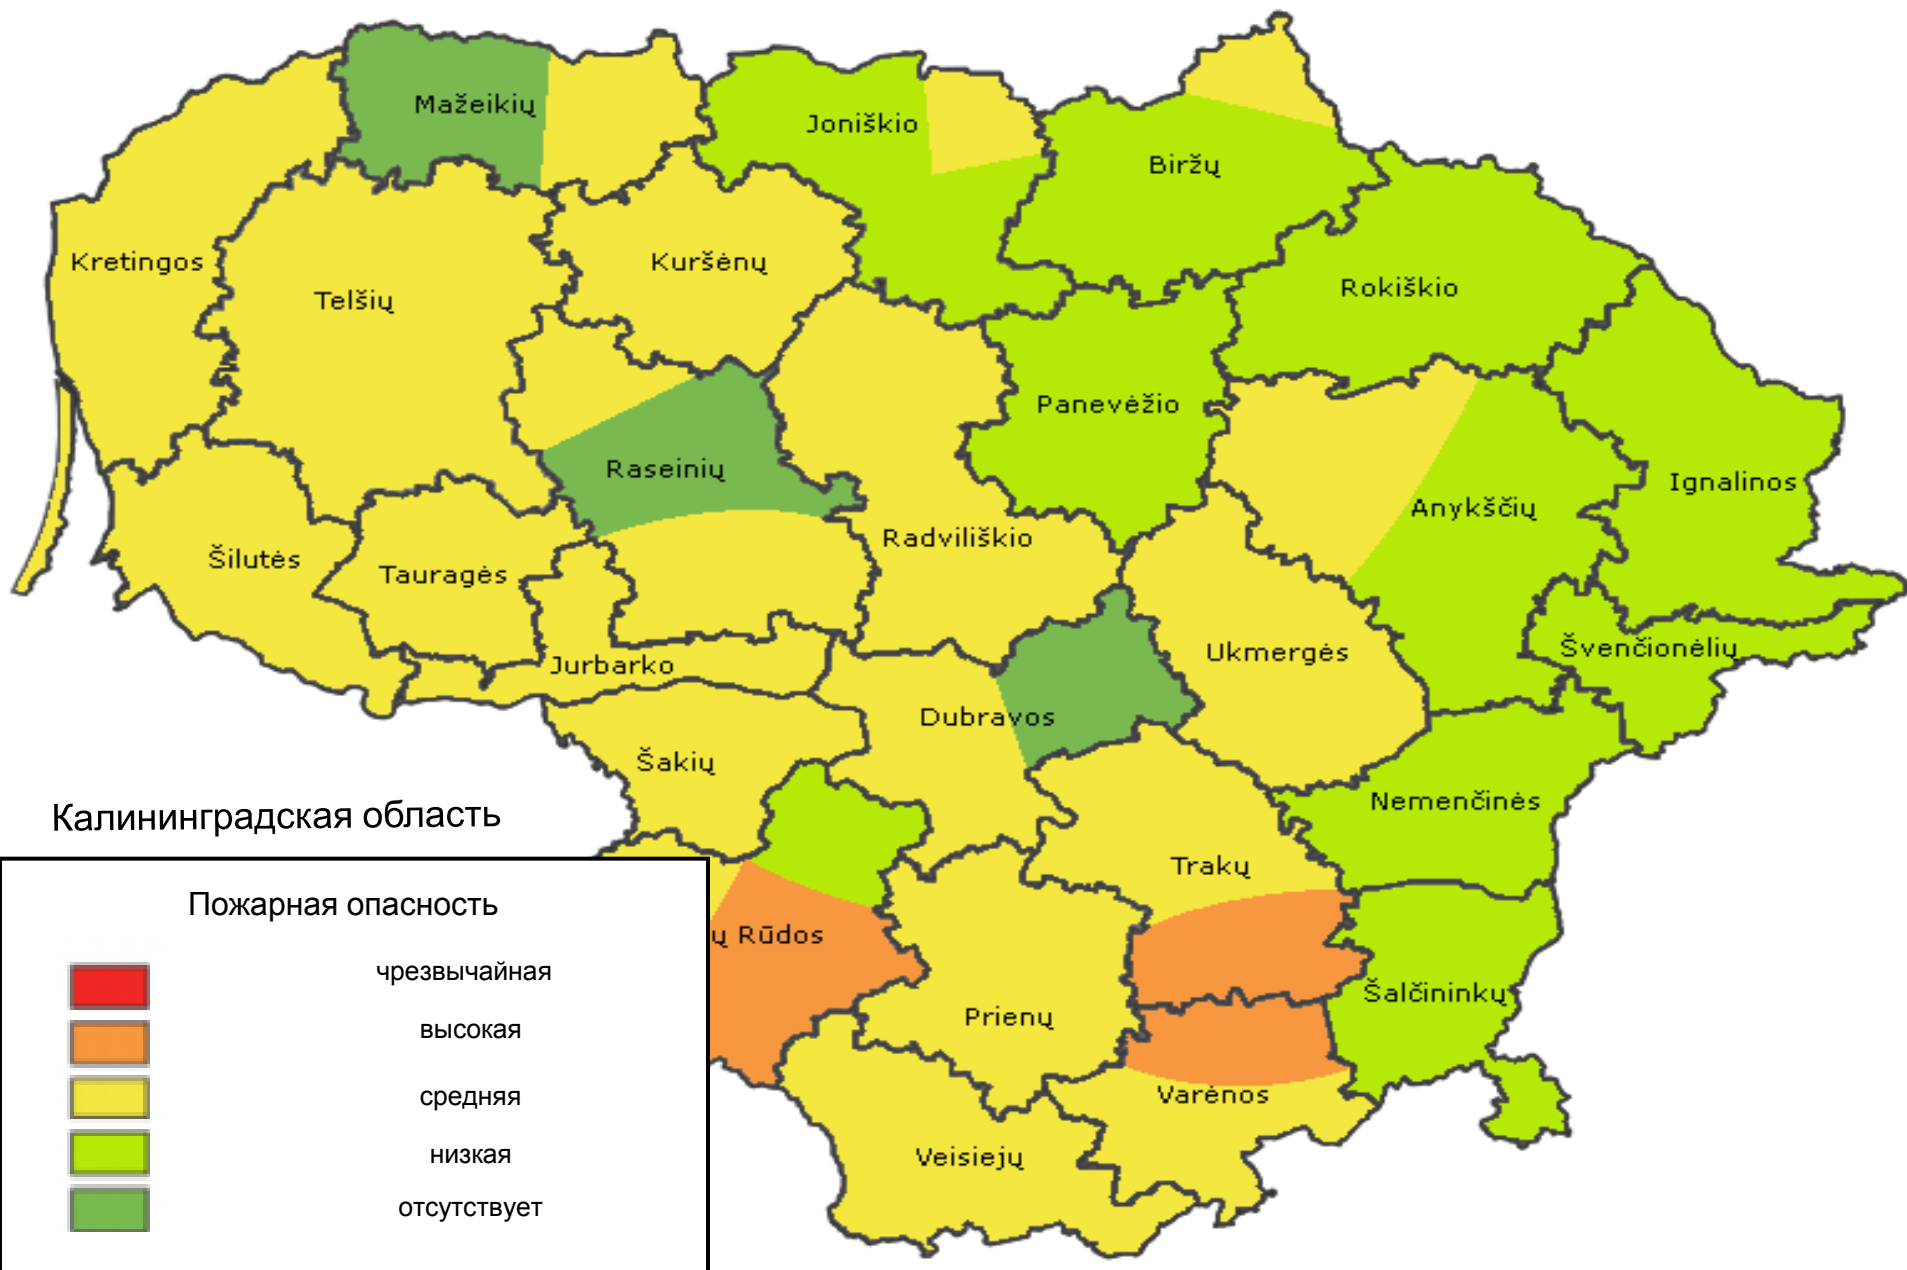 Mažeikių
Joniškio
Biržų
Kretingos
Telšių
Kuršėnų
Rokiškio
Panevėžio
Raseinių
Ignalinos
Anykščių
Radviliškio
Šilutės
Tauragės
Ukmergės
Švenčionėlių
Jurbarko
Dubravos
Šakių
Nemenčinės
Калининградская область
Trakų
Пожарная опасность
ų Rūdos
чрезвычайная
Šalčininkų
Prienų
высокая
средняя
Varėnos
низкая
Veisiejų
отсутствует